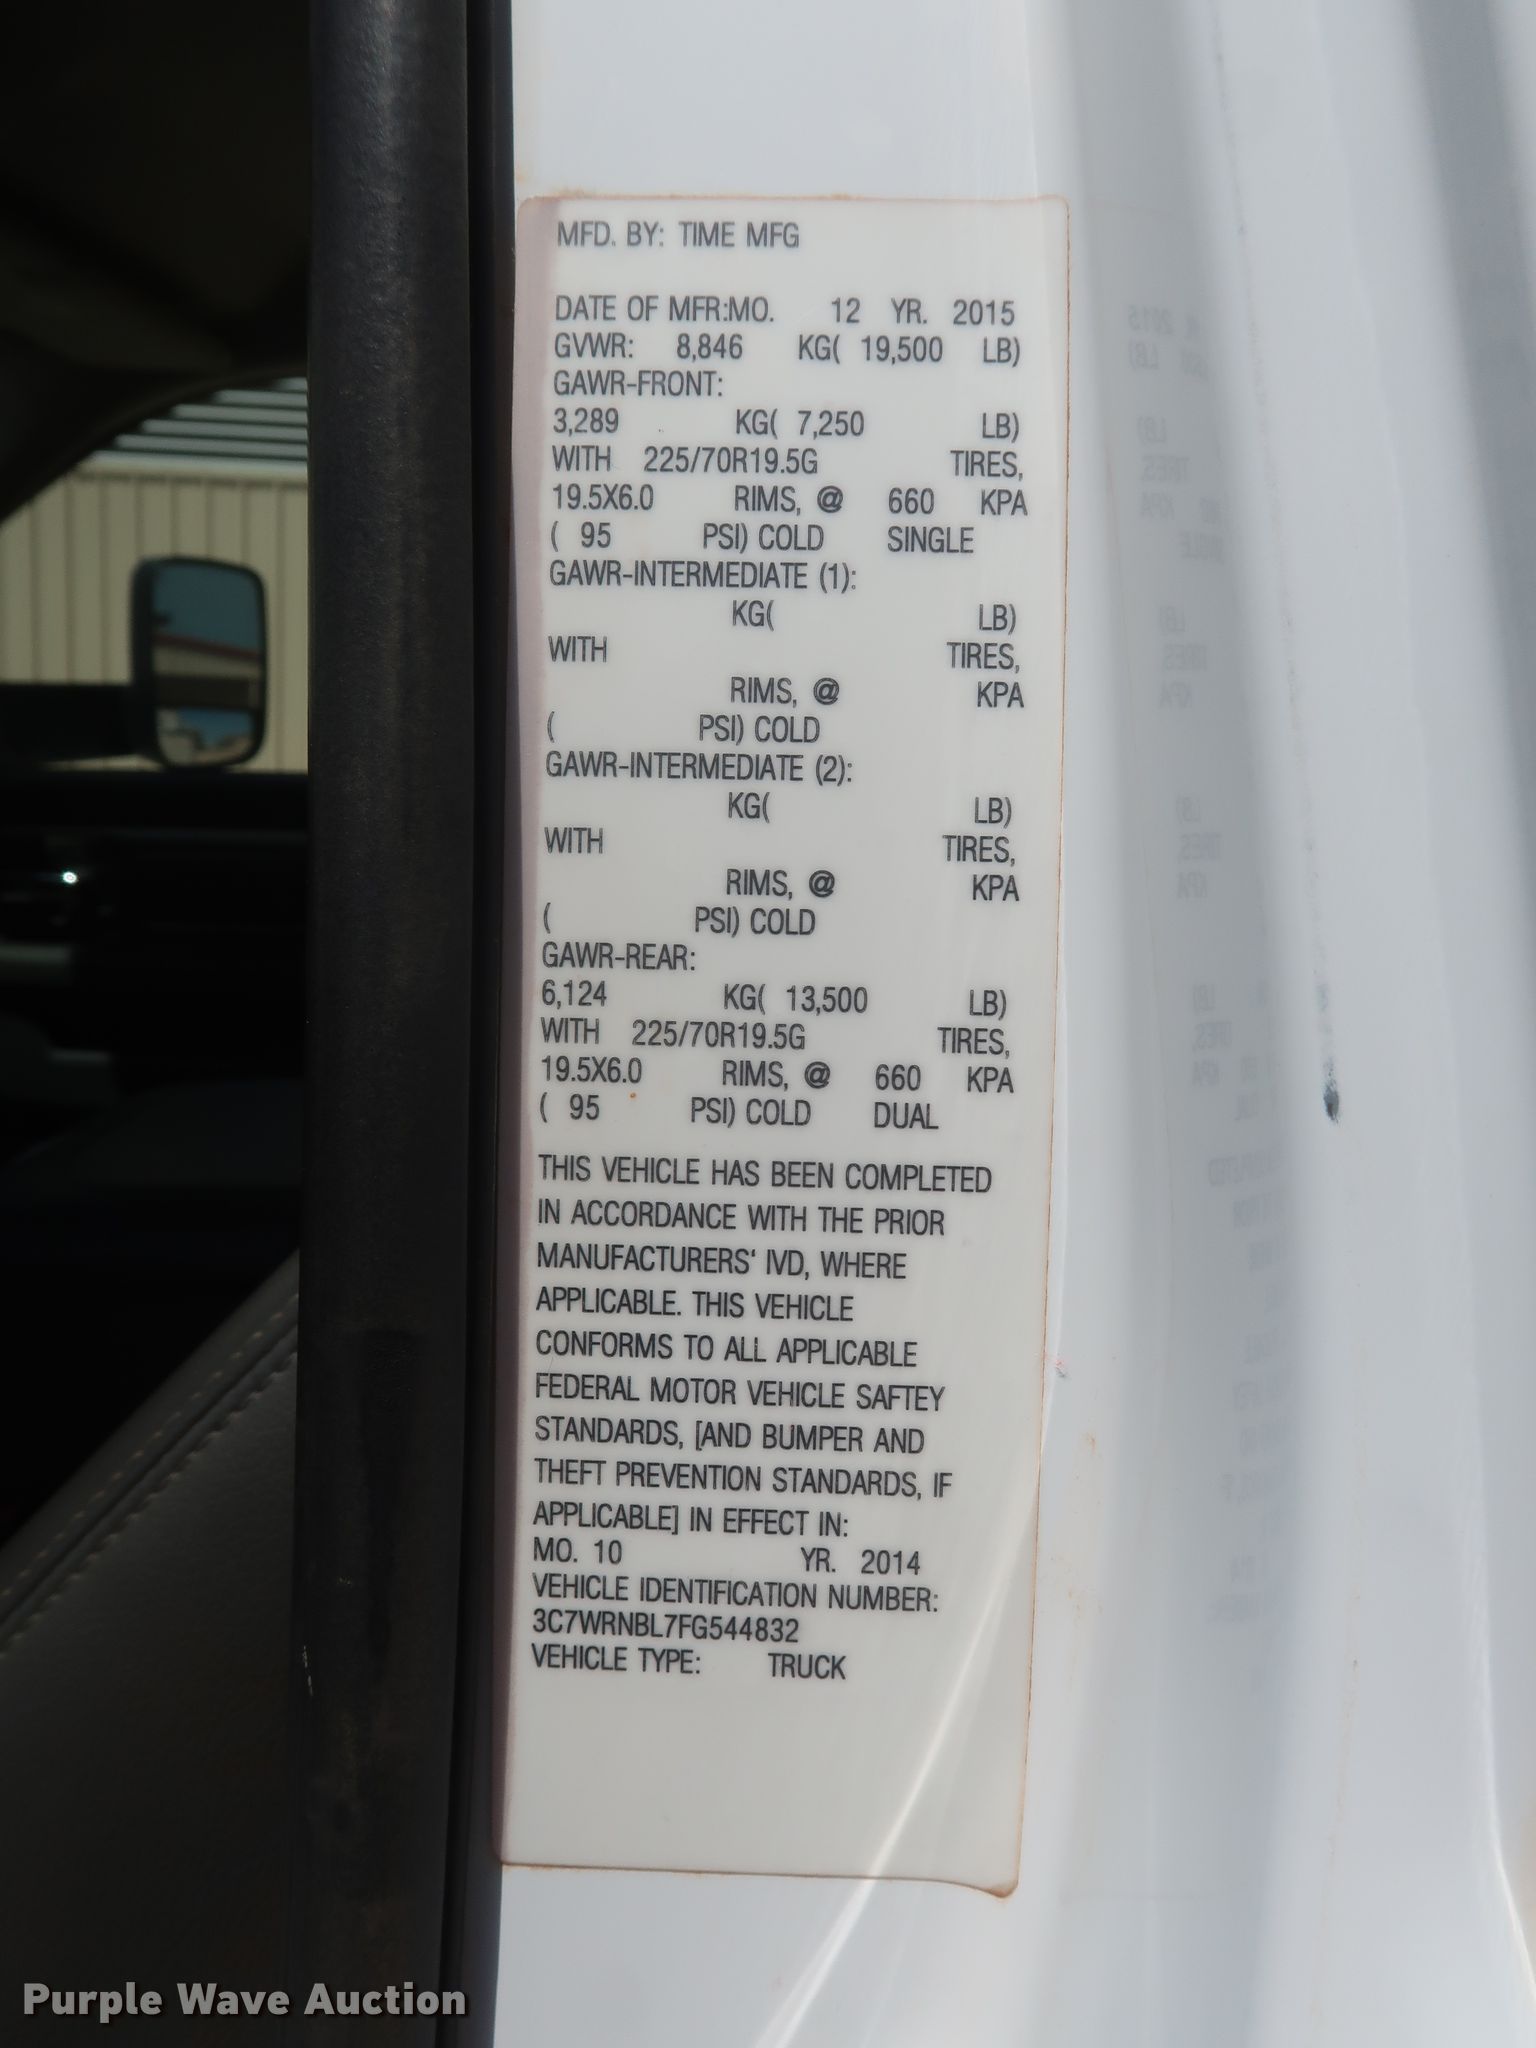 MFD. BY: TIME MFG
DATE OF MFR:MO. 12 YR. 2015
GVWR: 8,846 KG( 19,500 LB)
GAWR-FRONT:
3,289 KG( 7,250 LB)
WITH 225/70R19.5G TIRES,
19.5X6.0 RIMS, @ 660 KPA
( 95 PSI) COLD SINGLE
GAWR-INTERMEDIATE (1):
KG( LB)
WITH TIRES,
RIMS, @ KPA
( PSI) COLD
GAWR-INTERMEDIATE (2):
KG( LB)
WITH TIRES,
RIMS, @ KPA
( PSI) COLD
GAWR-REAR:
6,124 KG( 13,500 LB)
WITH 225/70R19.5G TIRES,
19.5X6.0 RIMS, @ 660 KPA
( 95 PSI) COLD DUAL
THIS VEHICLE HAS BEEN COMPLETED
IN ACCORDANCE WITH THE PRIOR
MANUFACTURERS' IVD, WHERE
APPLICABLE. THIS VEHICLE
CONFORMS TO ALL APPLICABLE
FEDERAL MOTOR VEHICLE SAFTEY
STANDARDS, [AND BUMPER AND
THEFT PREVENTION STANDARDS, IF
APPLICABLE] IN EFFECT IN:
MO. 10 YR. 2014
VEHICLE IDENTIFICATION NUMBER:
3C7WRNBL7FG544832
VEHICLE TYPE: TRUCK
Purple Wave Auction